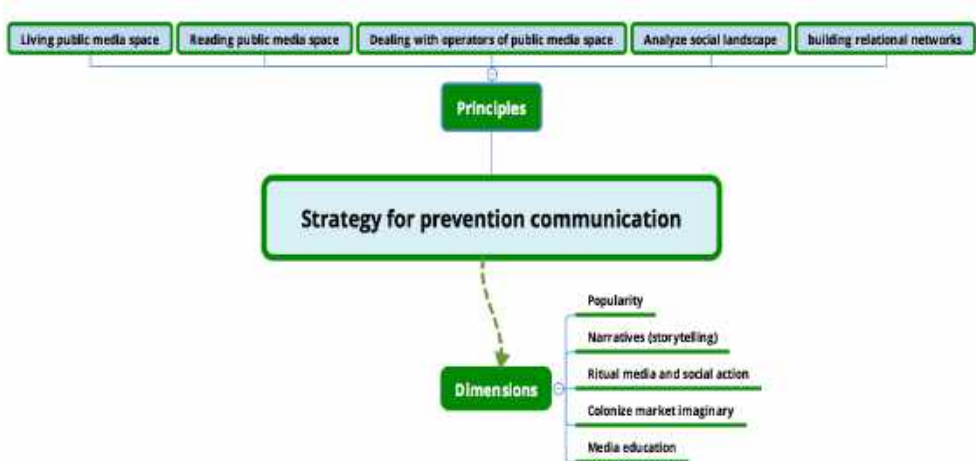 Living public media space
Reading public media space
Dealing with operators of public media space
Analyze social landscape
building relational networks
Principles
Strategy for prevention communication
Popularity
Narratives (storytelling)
Ritual media and social action
Dimensions
Colonize market imaginary
Media education